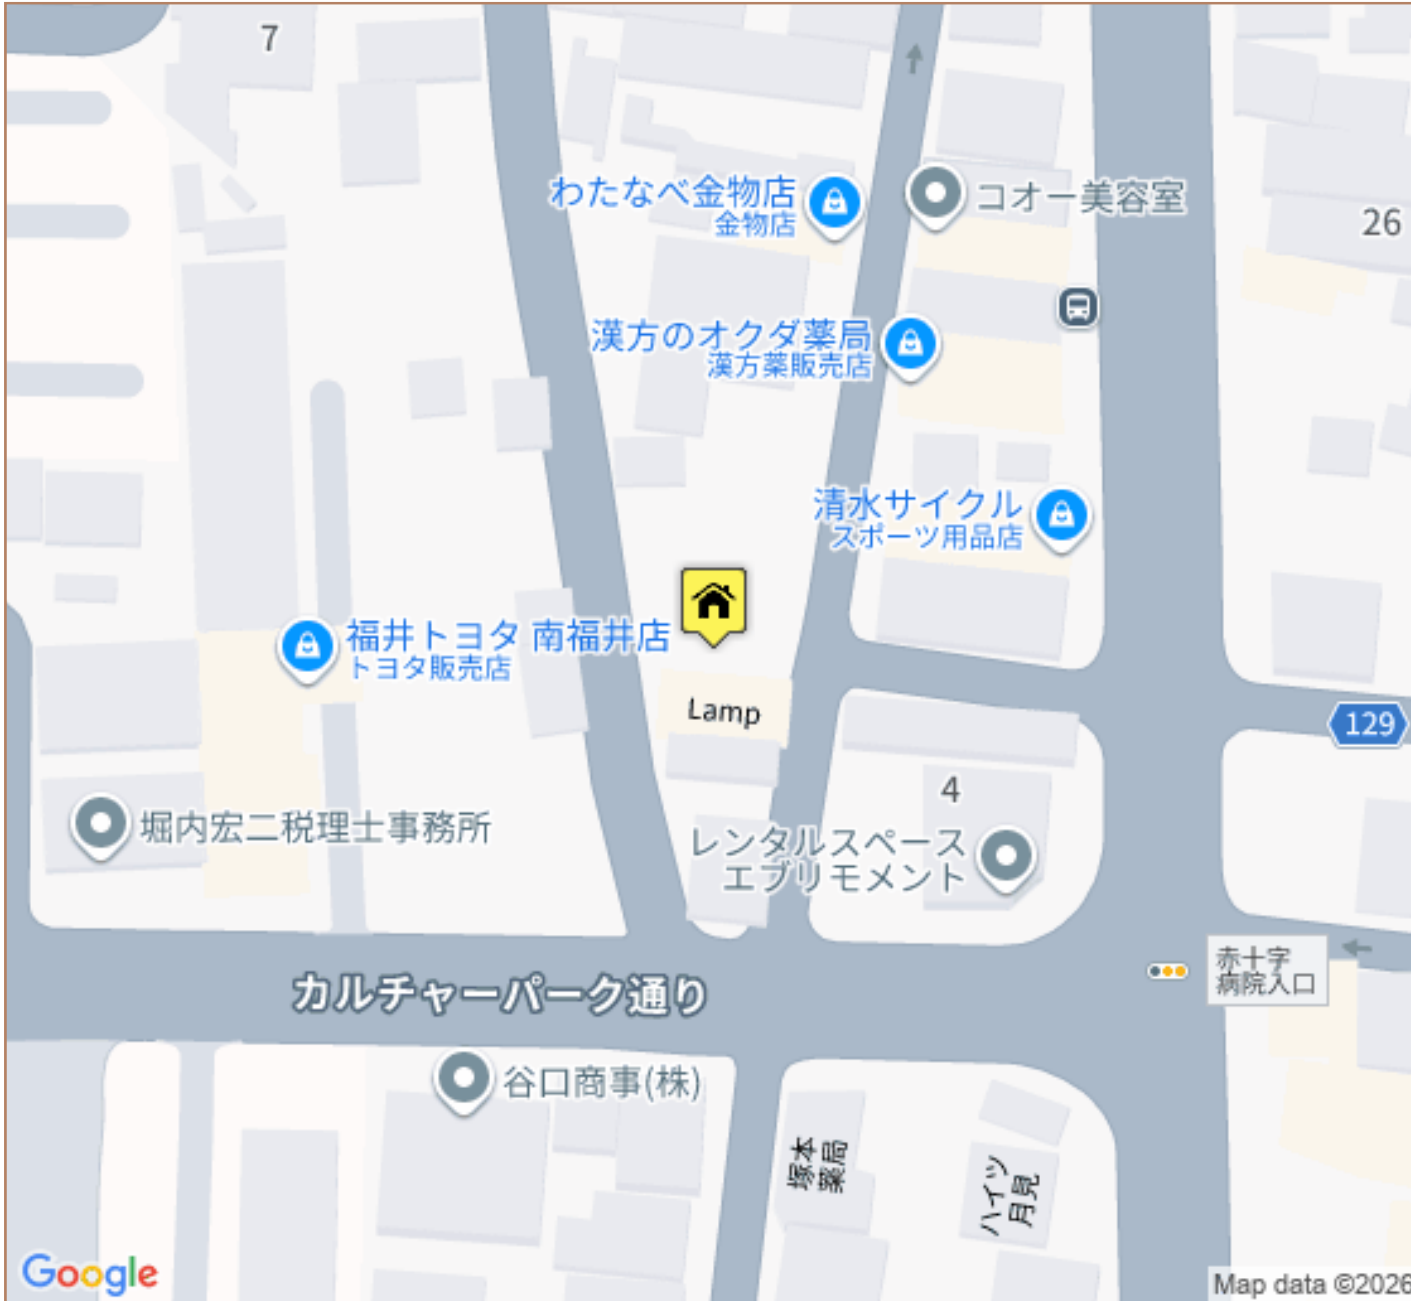 7
わたなべ金物店
金物店
コオー美容室
26
漢方のオクダ薬局
漢方薬販売店
清水サイクル
スポーツ用品店
福井トヨタ 南福井店
トヨタ販売店
Lamp
129
4
堀内宏二税理士事務所
レンタルスペース
エブリモメント
赤十字
病院入口
カルチャーパーク通り
谷口商事(株)
塚本
薬局
ハイツ
月見
Google
Map data ©2026